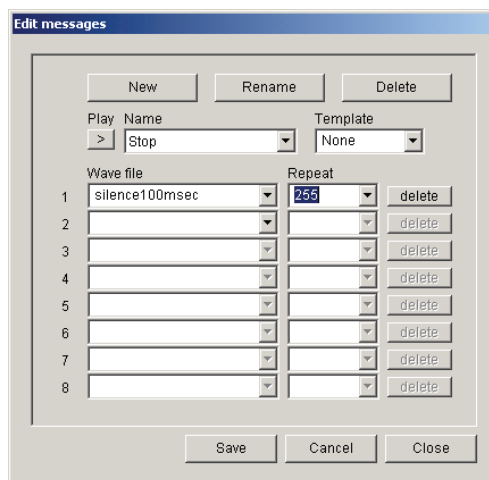 Edit messages
New Rename Delete
Play Name Template
> Stop None
Wave file Repeat
1 silence100msec 255 delete
2 delete
3 delete
4 delete
5 delete
6 delete
7 delete
8 delete
Save Cancel Close